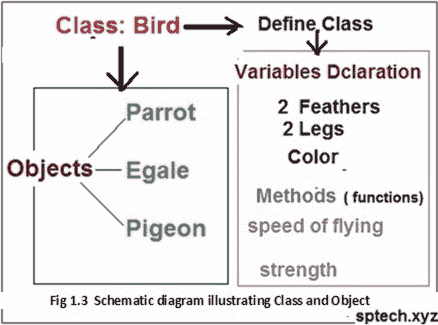 Class: Bird
Define Class
Variables Dclaration
2 Feathers
2 Legs
Color
Methods ( functions)
speed of flying
strength
Objects
Parrot
Egale
Pigeon
Fig 1.3 Schematic diagram illustrating Class and Object
sptech.xyz